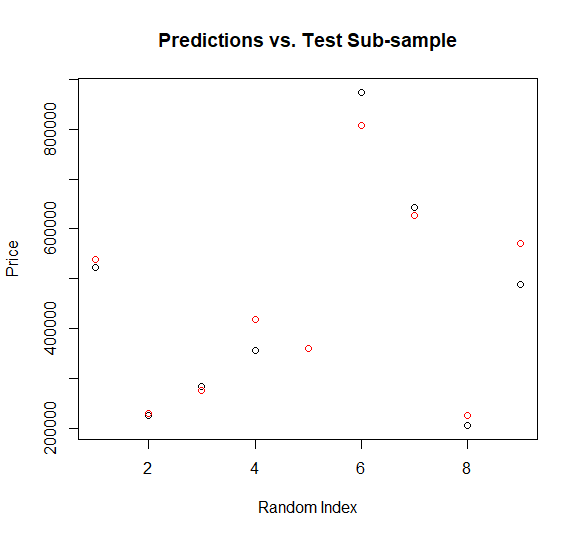 Predictions vs. Test Sub-sample
Price
800000
600000
400000
200000
2 4 6 8
Random Index